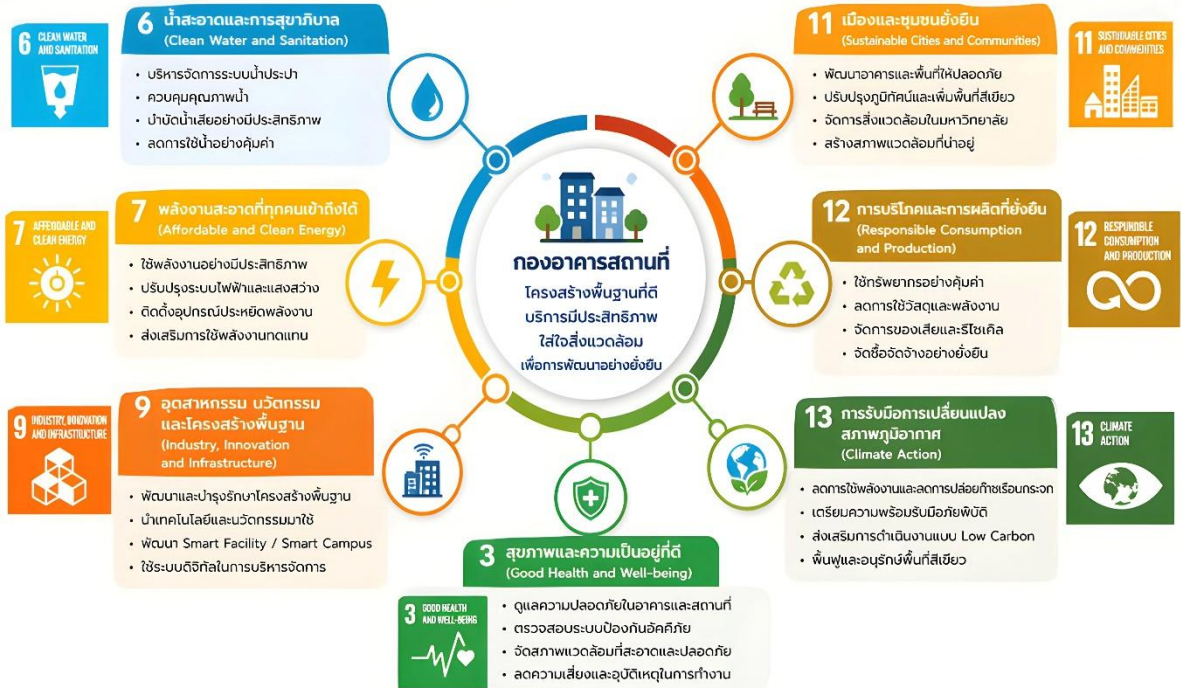 6 CLEAN WATER
AND SANITATION
6 น้ำสะอาดและการสุขาภิบาล
(Clean Water and Sanitation)
• บริหารจัดการระบบน้ำประปา
• ควบคุมคุณภาพน้ำ
• บำบัดน้ำเสียอย่างมีประสิทธิภาพ
• ลดการใช้น้ำอย่างคุ้มค่า
7 AFFORDABLE AND
CLEAN ENERGY
7 พลังงานสะอาดที่ทุกคนเข้าถึงได้
(Affordable and Clean Energy)
• ใช้พลังงานอย่างมีประสิทธิภาพ
• ปรับปรุงระบบไฟฟ้าและแสงสว่าง
• ติดตั้งอุปกรณ์ประหยัดพลังงาน
• ส่งเสริมการใช้พลังงานทดแทน
9 INDUSTRY, INNOVATION
AND INFRASTRUCTURE
9 อุตสาหกรรม นวัตกรรม
และโครงสร้างพื้นฐาน
(Industry, Innovation
and Infrastructure)
• พัฒนาและบำรุงรักษาโครงสร้างพื้นฐาน
• นำเทคโนโลยีและนวัตกรรมมาใช้
• พัฒนา Smart Facility / Smart Campus
• ใช้ระบบดิจิทัลในการบริหารจัดการ
กองอาคารสถานที่
โครงสร้างพื้นฐานที่ดี
บริการมีประสิทธิภาพ
ใส่ใจสิ่งแวดล้อม
เพื่อการพัฒนาอย่างยั่งยืน
3 สุขภาพและความเป็นอยู่ที่ดี
(Good Health and Well-being)
3 GOOD HEALTH
AND WELL-BEING
• ดูแลความปลอดภัยในอาคารและสถานที่
• ตรวจสอบระบบป้องกันอัคคีภัย
• จัดสภาพแวดล้อมที่สะอาดและปลอดภัย
• ลดความเสี่ยงและอุบัติเหตุในการทำงาน
11 เมืองและชุมชนยั่งยืน
(Sustainable Cities and Communities)
• พัฒนาอาคารและพื้นที่ให้ปลอดภัย
• ปรับปรุงภูมิทัศน์และเพิ่มพื้นที่สีเขียว
• จัดการสิ่งแวดล้อมในมหาวิทยาลัย
• สร้างสภาพแวดล้อมที่น่าอยู่
11 SUSTAINABLE CITIES
AND COMMUNITIES
12 การบริโภคและการผลิตที่ยั่งยืน
(Responsible Consumption
and Production)
• ใช้ทรัพยากรอย่างคุ้มค่า
• ลดการใช้วัสดุและพลังงาน
• จัดการของเสียและรีไซเคิล
• จัดซื้อจัดจ้างอย่างยั่งยืน
12 RESPONSIBLE
CONSUMPTION
AND PRODUCTION
13 การรับมือการเปลี่ยนแปลง
สภาพภูมิอากาศ
(Climate Action)
• ลดการใช้พลังงานและลดการปล่อยก๊าซเรือนกระจก
• เตรียมความพร้อมรับมือภัยพิบัติ
• ส่งเสริมการดำเนินงานแบบ Low Carbon
• ฟื้นฟูและอนุรักษ์พื้นที่สีเขียว
13 CLIMATE
ACTION